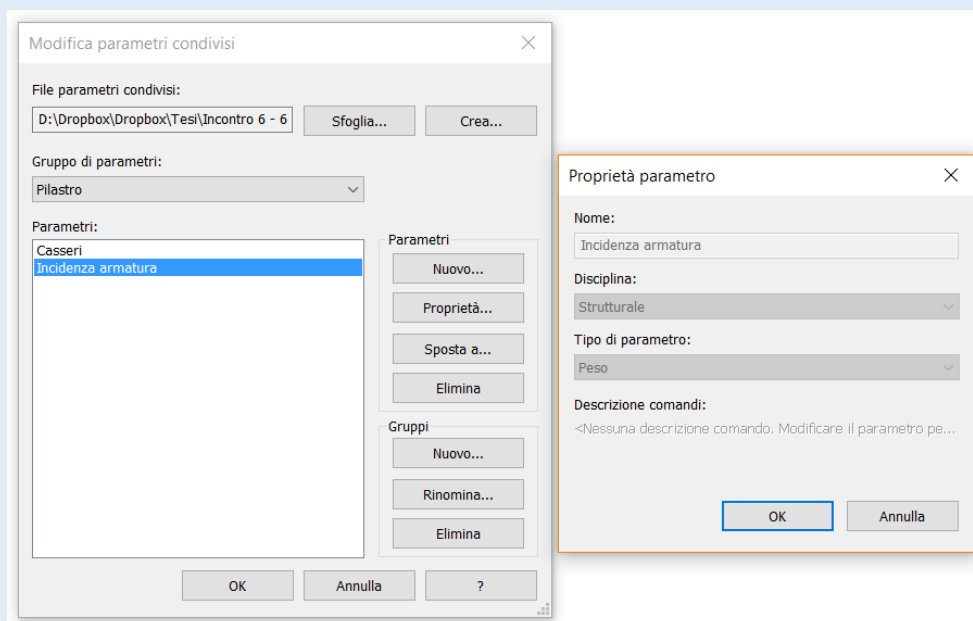 Modifica parametri condivisi
File parametri condivisi:
D:\Dropbox\Dropbox\Tesi\Incontro 6 - 6
Sfoglia...
Crea...
Gruppo di parametri:
Pilastro
Parametri:
Casseri
Incidenza armatura
Parametri
Nuovo...
Proprietà...
Sposta a...
Elimina
Gruppi
Nuovo...
Rinomina...
Elimina
OK
Annulla
?
Proprietà parametro
Nome:
Incidenza armatura
Disciplina:
Strutturale
Tipo di parametro:
Peso
Descrizione comandi:
<Nessuna descrizione comando. Modificare il parametro pe...
OK
Annulla